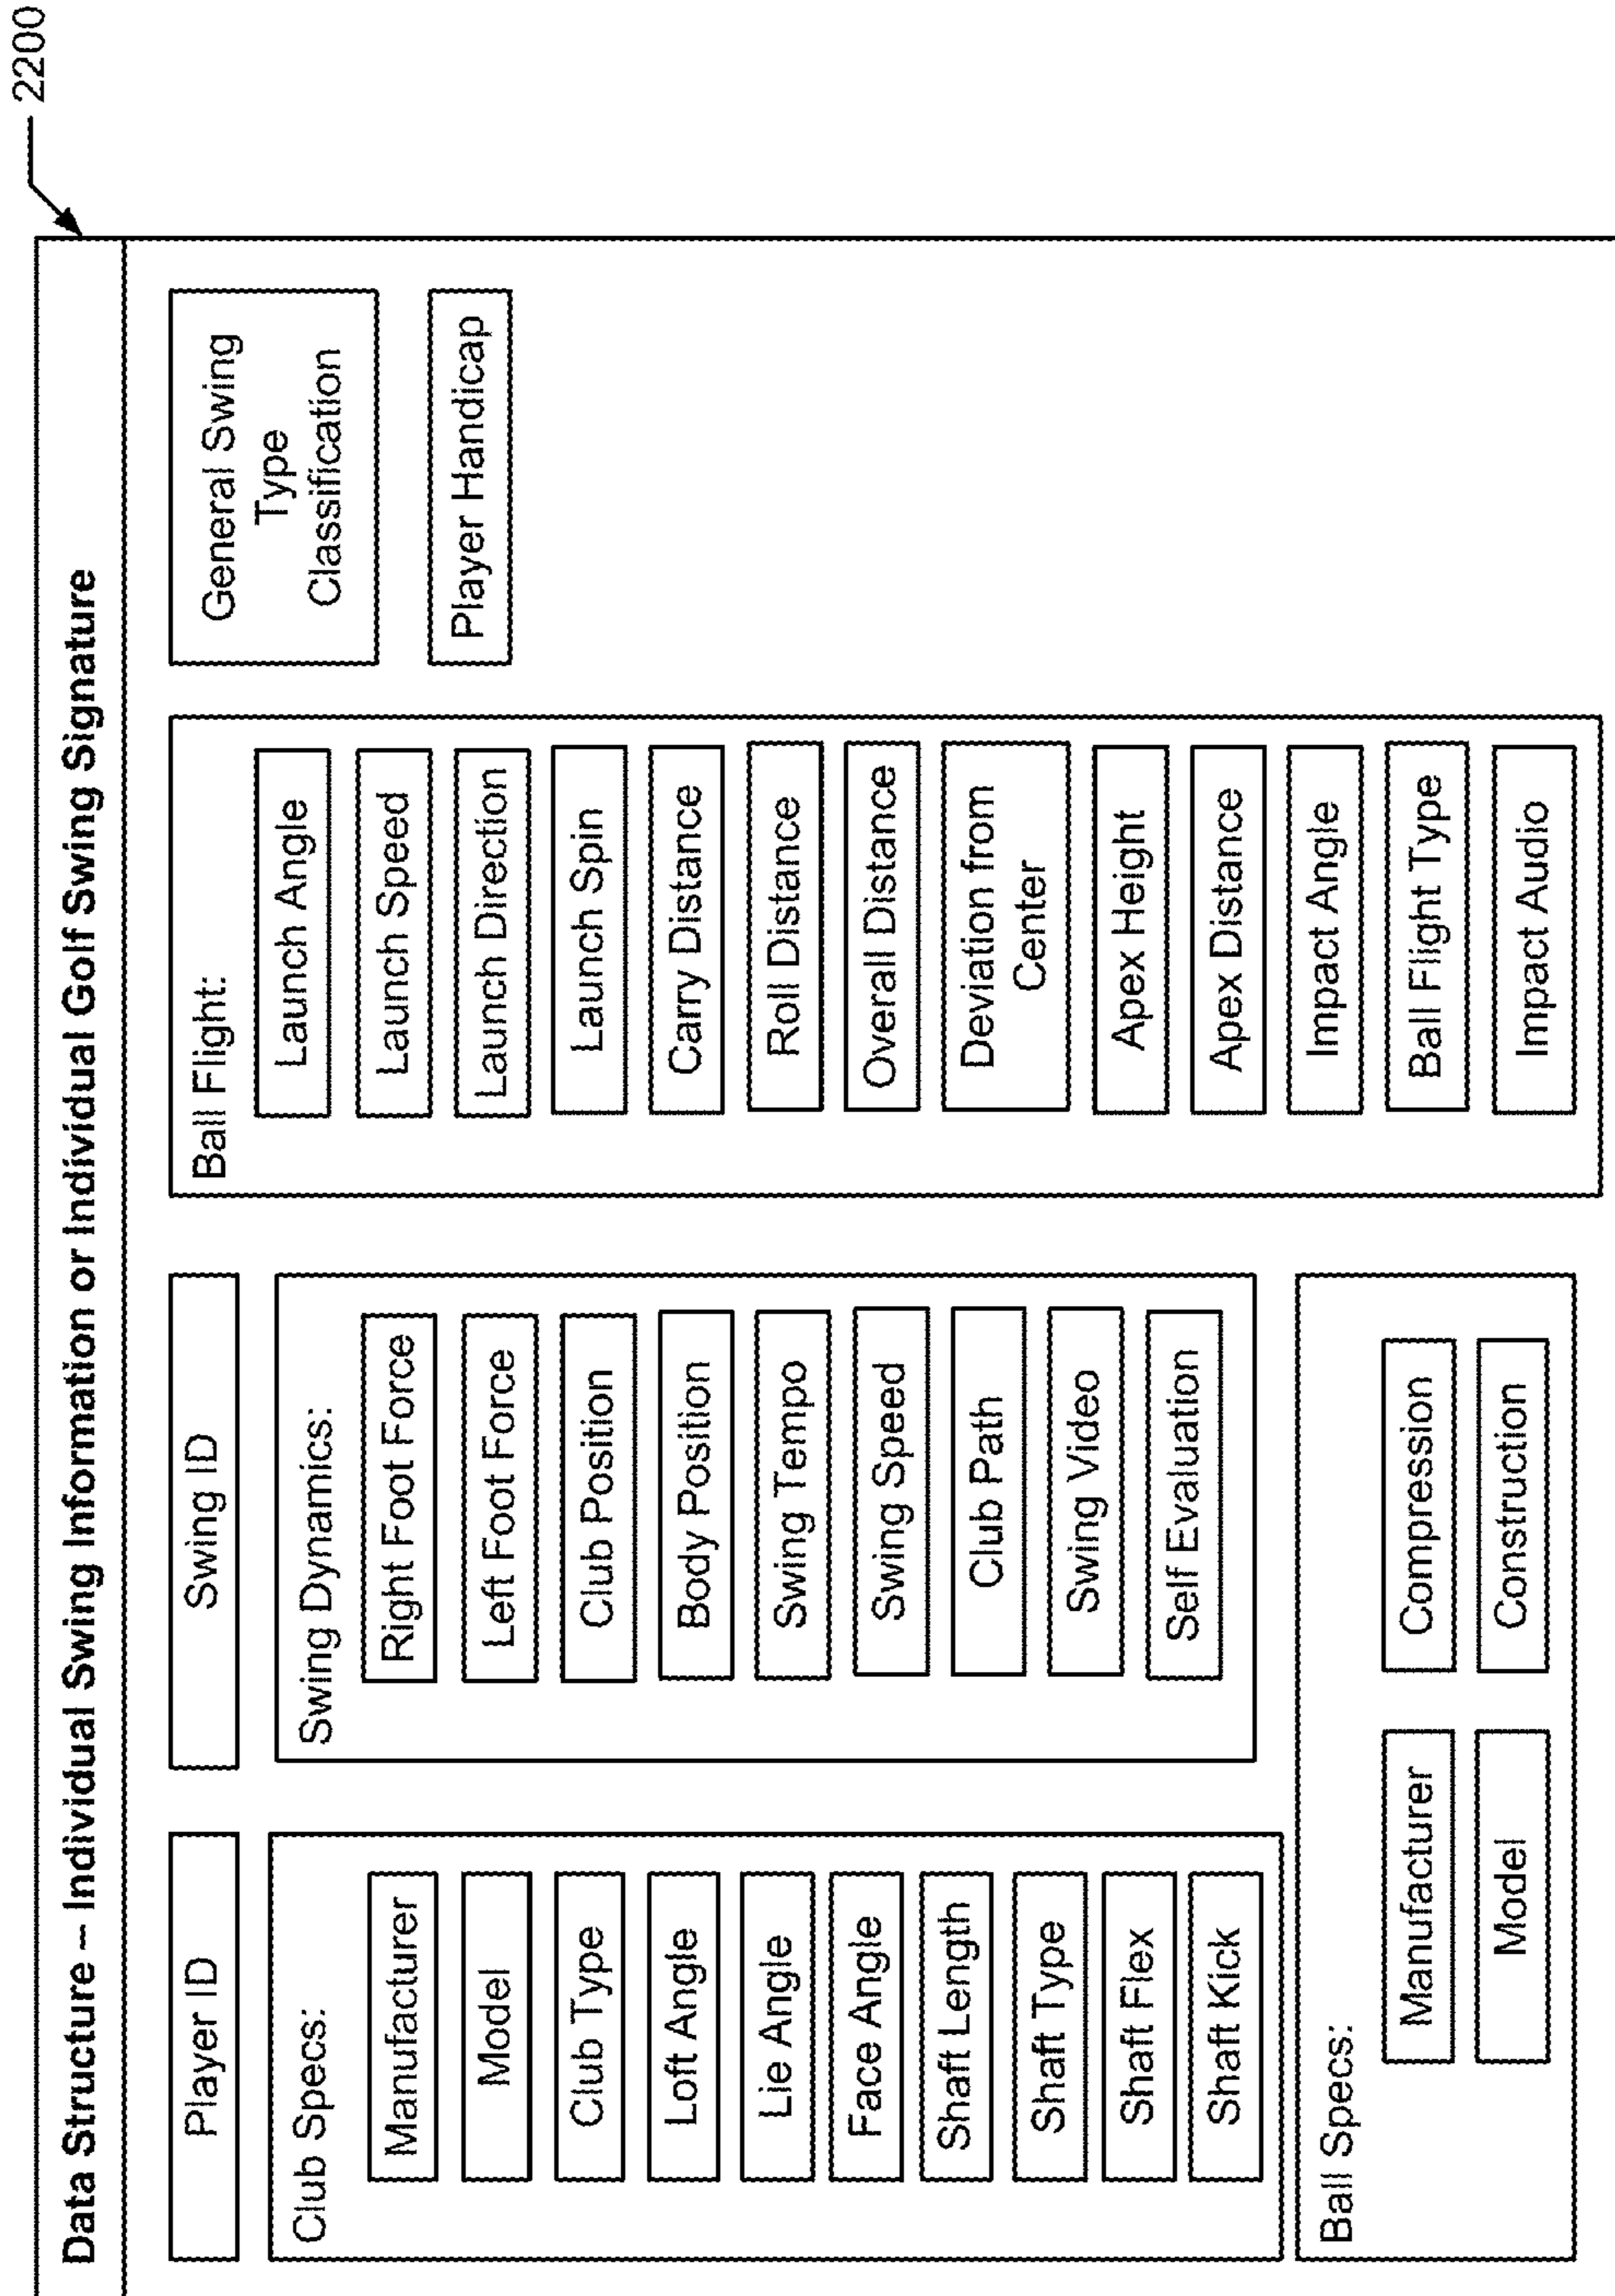 2200
Data Structure – Individual Swing Information or Individual Golf Swing Signature
Player ID
Swing ID
Club Specs:
Manufacturer
Model
Club Type
Loft Angle
Lie Angle
Face Angle
Shaft Length
Shaft Type
Shaft Flex
Shaft Kick
Swing Dynamics:
Right Foot Force
Left Foot Force
Club Position
Body Position
Swing Tempo
Swing Speed
Club Path
Swing Video
Self Evaluation
Ball Specs:
Manufacturer
Compression
Model
Construction
Ball Flight:
Launch Angle
Launch Speed
Launch Direction
Launch Spin
Carry Distance
Roll Distance
Overall Distance
Deviation from
Center
Apex Height
Apex Distance
Impact Angle
Ball Flight Type
Impact Audio
General Swing
Type
Classification
Player Handicap